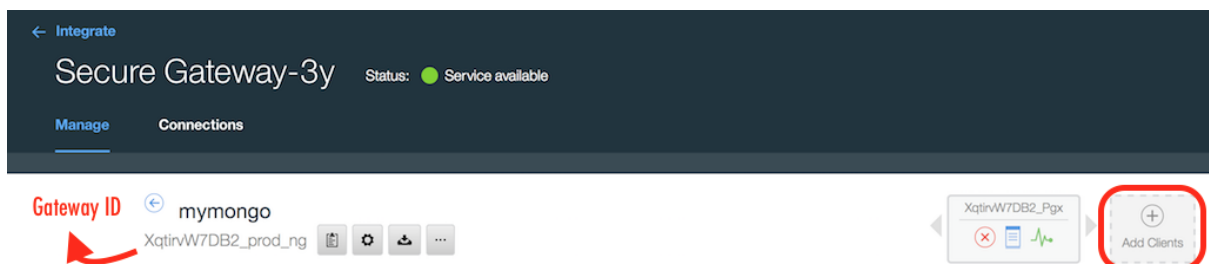 Integrate
Secure Gateway-3y Status: Service available
Manage Connections
Gateway ID
mymongo
XqtirvW7DB2_prod_ng
XqtirvW7DB2_Pgx
Add Clients